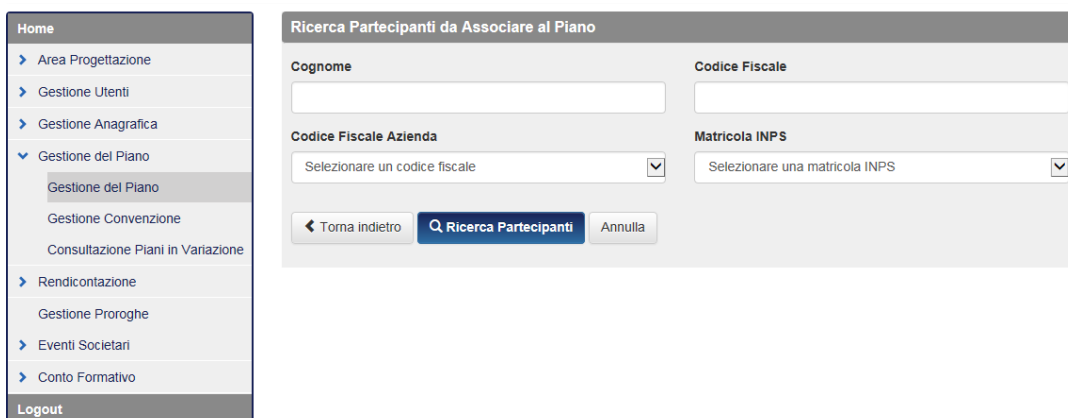 Home
Area Progettazione
Gestione Utenti
Gestione Anagrafica
Gestione del Piano
Gestione del Piano
Gestione Convenzione
Consultazione Piani in Variazione
Rendicontazione
Gestione Proroghe
Eventi Societari
Conto Formativo
Logout
Ricerca Partecipanti da Associare al Piano
Cognome
Codice Fiscale
Codice Fiscale Azienda
Matricola INPS
Selezionare un codice fiscale
Selezionare una matricola INPS
Torna indietro
Ricerca Partecipanti
Annulla